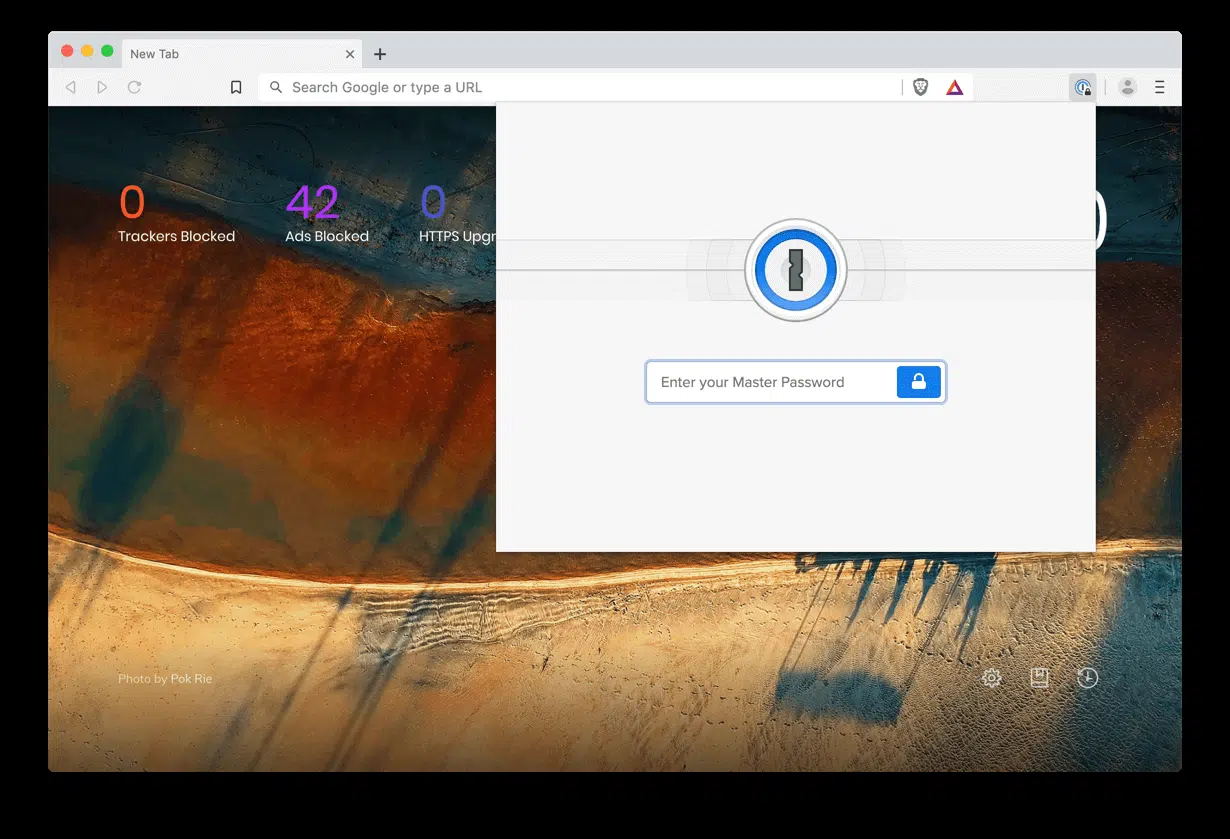 New Tab
Search Google or type a URL
0
42
0
Trackers Blocked
Ads Blocked
HTTPS Upgr
Enter your Master Password
Photo by Pok Rie